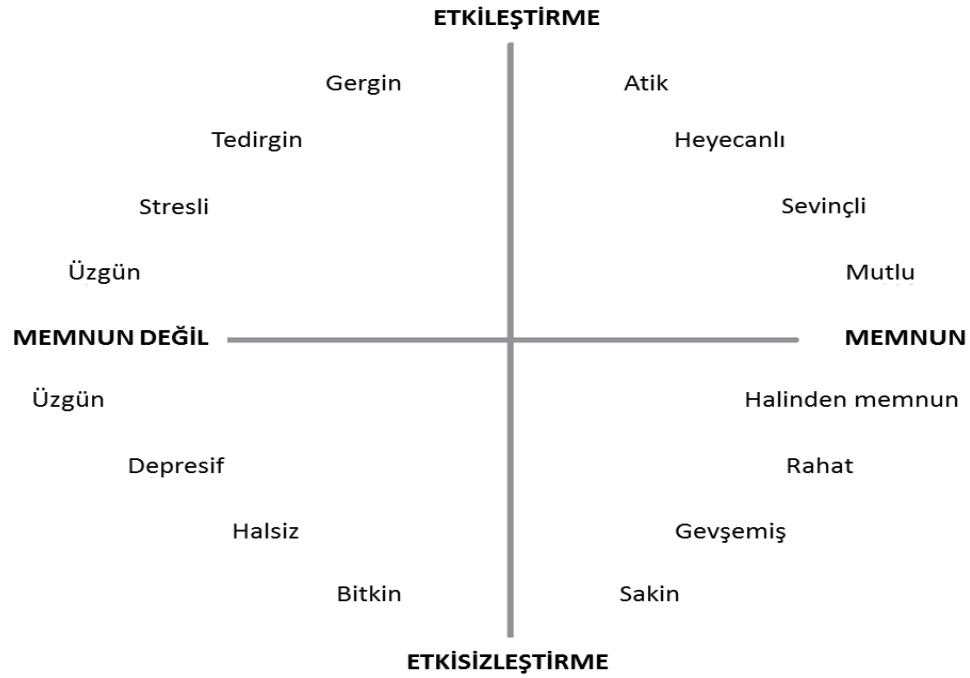 ETKİLEŞTİRME
Gergin Atik
Tedirgin Heyecanlı
Stresli Sevinçli
Üzgün Mutlu
MEMNUN DEĞİL MEMNUN
Üzgün Halinden memnun
Depresif Rahat
Halsiz Gevşemiş
Bitkin Sakin
ETKİSİZLEŞTİRME